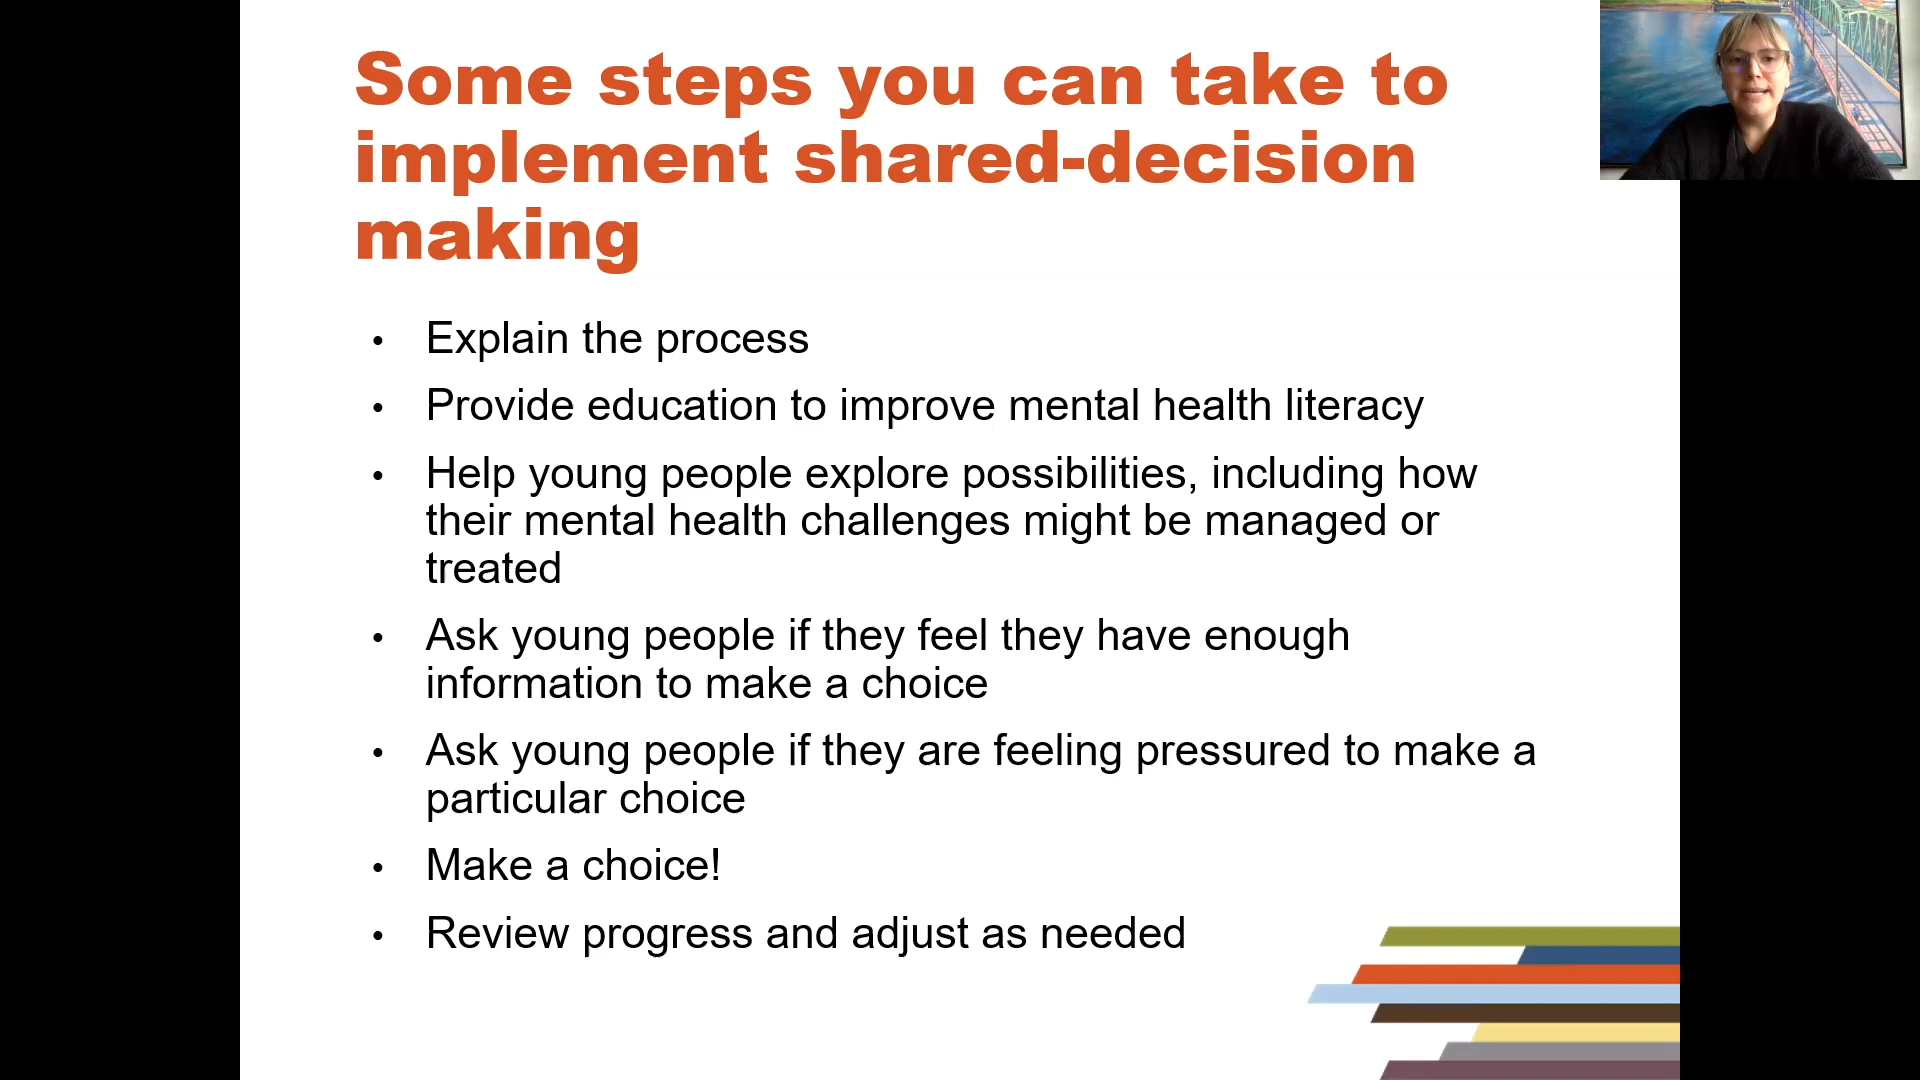 Some steps you can take to
implement shared-decision
making
• Explain the process
• Provide education to improve mental health literacy
• Help young people explore possibilities, including how
their mental health challenges might be managed or
treated
• Ask young people if they feel they have enough
information to make a choice
• Ask young people if they are feeling pressured to make a
particular choice
• Make a choice!
• Review progress and adjust as needed